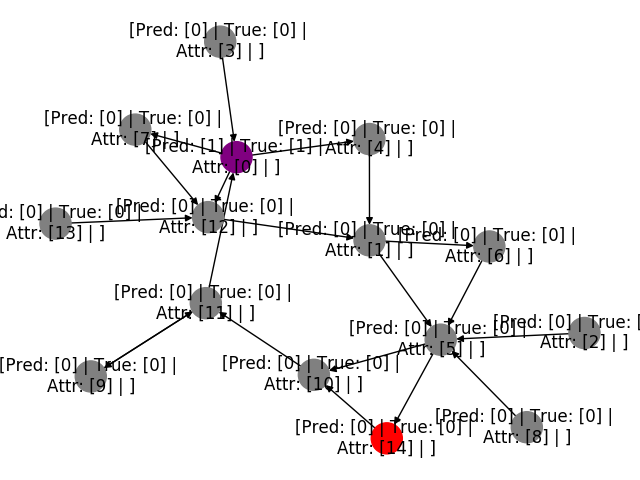 [Pred: [0] | True: [0] |
Attr: [3] | ]
[Pred: [0] | True: [0] |
Attr: [7] | ]
[Pred: [0] | True: [0] |
Attr: [4] | ]
[Pred: [1] | True: [1] |
Attr: [0] | ]
[Pred: [0] | True: [0] |
Attr: [12] | ]
d: [0] | True: [0] |
Attr: [13] | ]
[Pred: [0] | True: [0] |
Attr: [1] | ]
[Pred: [0] | True: [0] |
Attr: [6] | ]
[Pred: [0] | True: [0] |
Attr: [11] | ]
[Pred: [0] | True: [0] |
Attr: [5] | ]
[Pred: [0] | True: [
Attr: [2] | ]
[Pred: [0] | True: [0] |
Attr: [9] | ]
[Pred: [0] | True: [0] |
Attr: [10] | ]
[Pred: [0] | True: [0] |
Attr: [8] | ]
[Pred: [0] | True: [0] |
Attr: [14] | ]